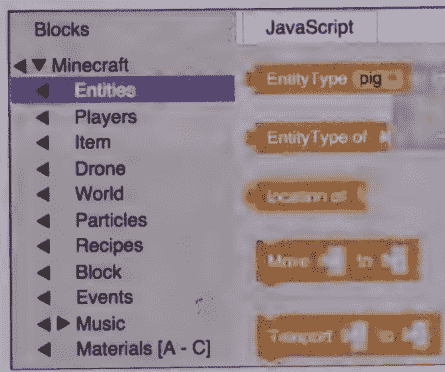 Blocks
JavaScript
Minecraft
Entities
Players
Item
Drone
World
Particles
Recipes
Block
Events
Music
Materials [A - C]
EntityType pig
EntityType of
location of
Move to
Teleport to